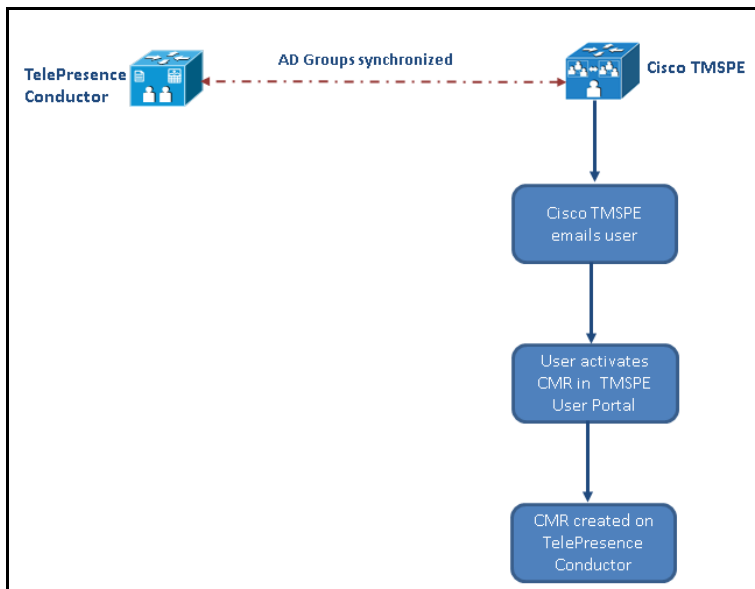 AD Groups synchronized
TelePresence
Conductor
Cisco TMSPE
Cisco TMSPE
emails user
User activates
CMR in TMSPE
User Portal
CMR created on
TelePresence
Conductor